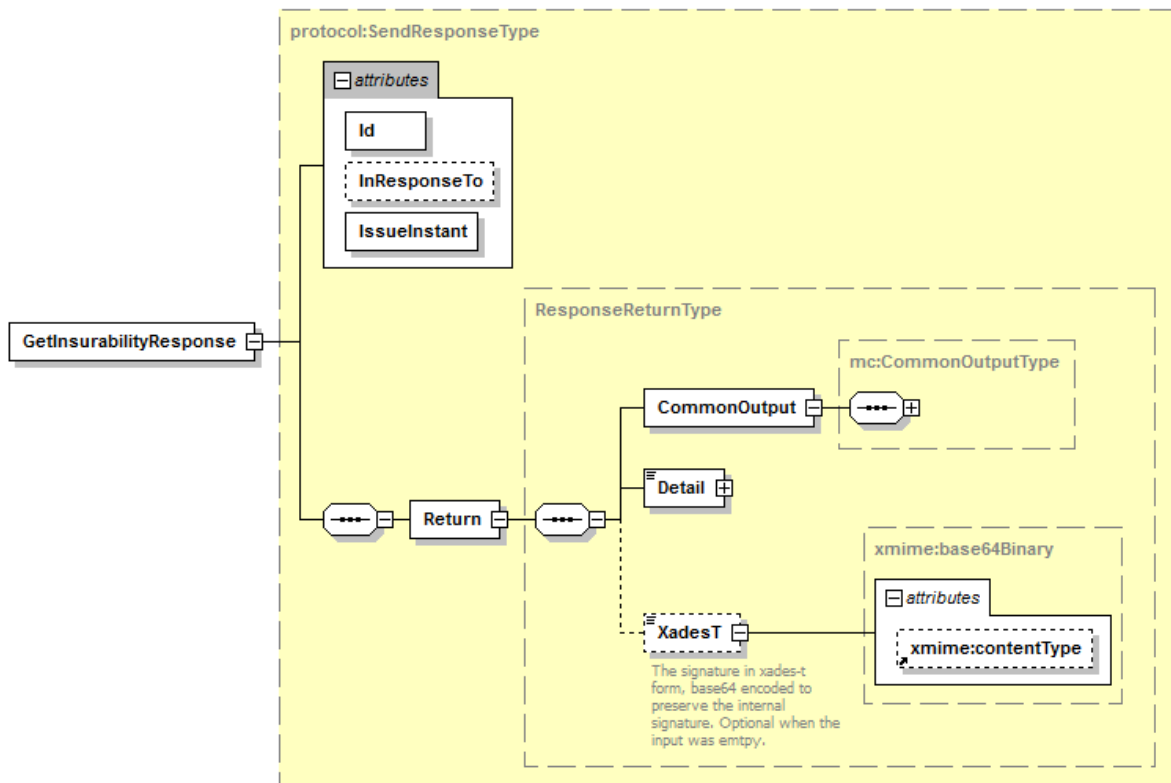 protocol:SendResponseType
attributes
Id
InResponseTo
IssueInstant
GetInsurabilityResponse
Return
ResponseReturnType
mc:CommonOutputType
CommonOutput
Detail
xmime:base64Binary
attributes
XadesT
xmime:contentType
The signature in xades-t
form, base64 encoded to
preserve the internal
signature. Optional when the
input was emtpy.